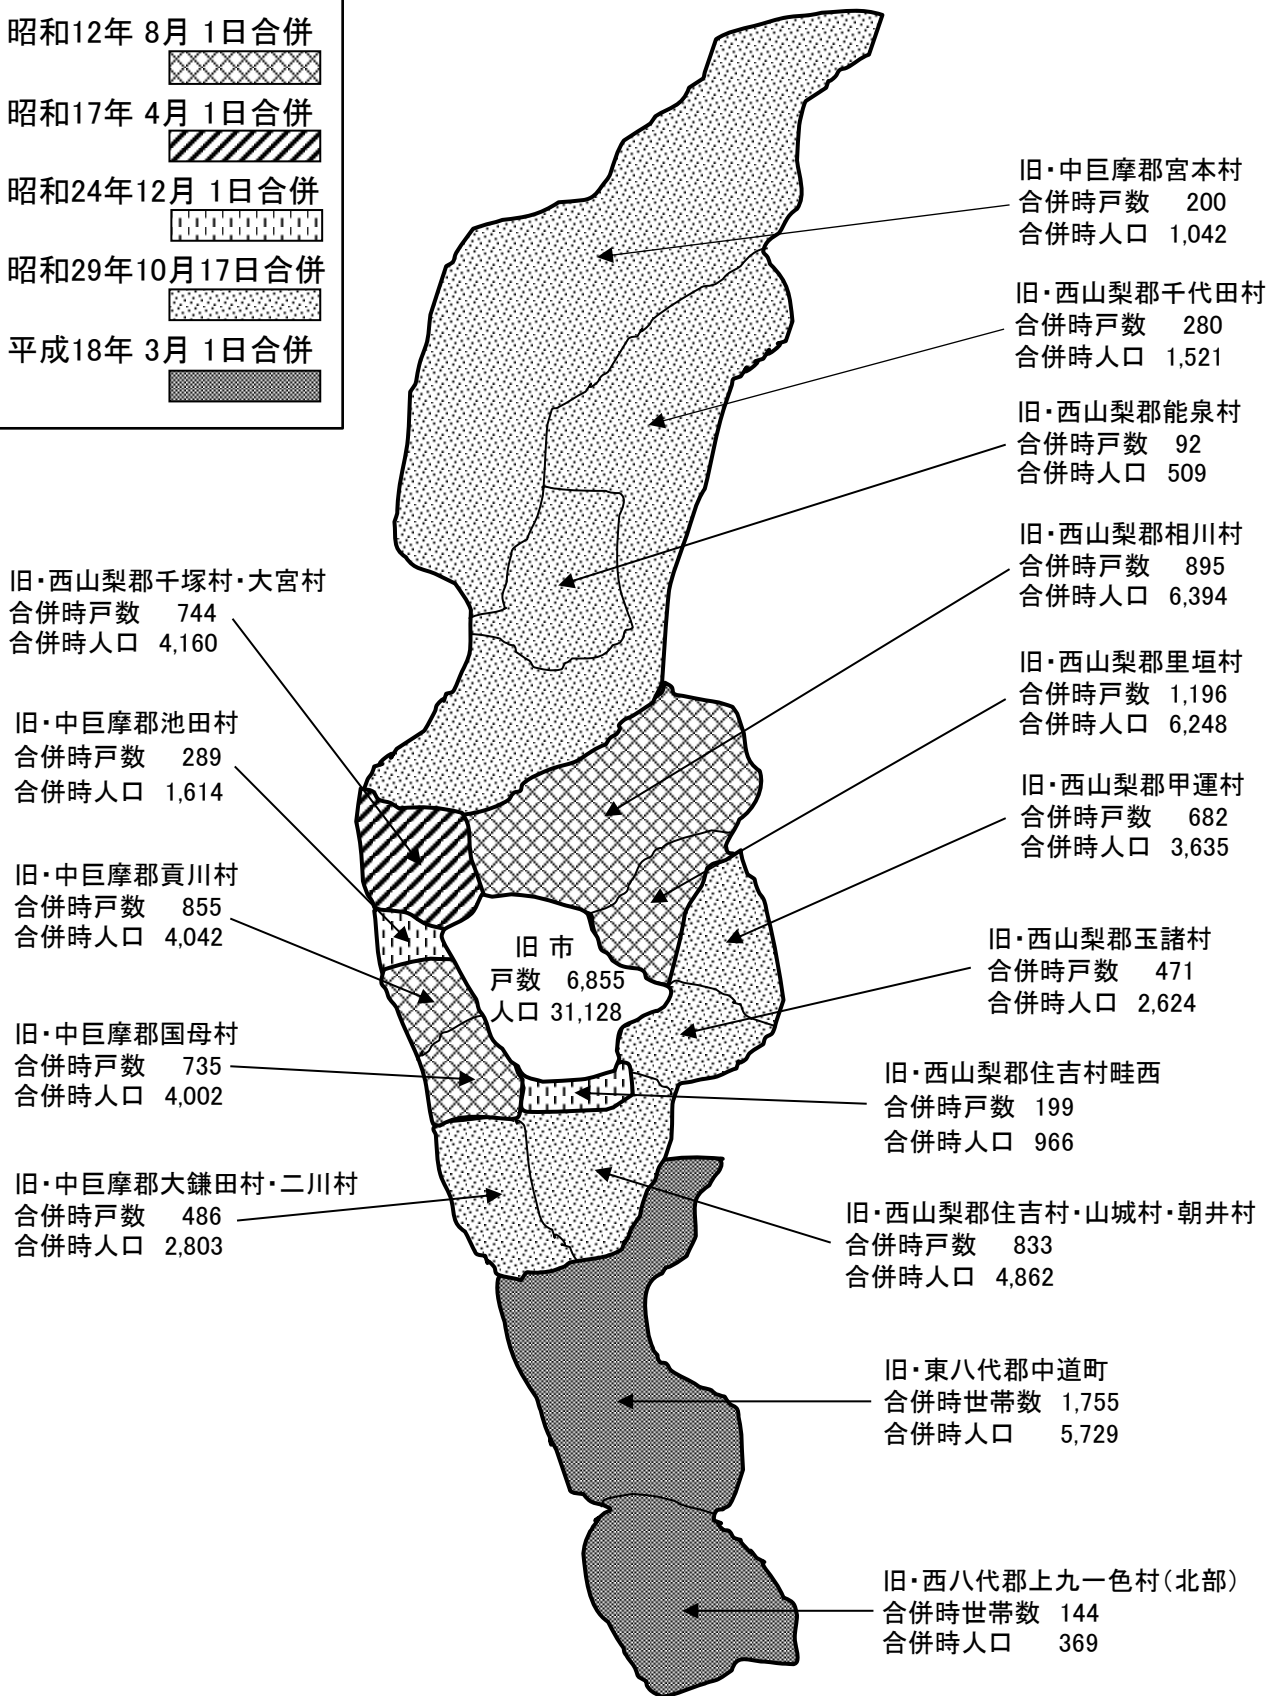 昭和12年 8月 1日合併
昭和17年 4月 1日合併
昭和24年12月 1日合併
昭和29年10月17日合併
平成18年 3月 1日合併
旧・中巨摩郡宮本村
合併時戸数 200
合併時人口 1,042
旧・西山梨郡千代田村
合併時戸数 280
合併時人口 1,521
旧・西山梨郡能泉村
合併時戸数 92
合併時人口 509
旧・西山梨郡相川村
合併時戸数 895
合併時人口 6,394
旧・西山梨郡里垣村
合併時戸数 1,196
合併時人口 6,248
旧・西山梨郡甲運村
合併時戸数 682
合併時人口 3,635
旧・西山梨郡玉諸村
合併時戸数 471
合併時人口 2,624
旧・西山梨郡住吉村畦西
合併時戸数 199
合併時人口 966
旧・西山梨郡住吉村・山城村・朝井村
合併時戸数 833
合併時人口 4,862
旧・東八代郡中道町
合併時世帯数 1,755
合併時人口 5,729
旧・西八代郡上九一色村(北部)
合併時世帯数 144
合併時人口 369
旧・西山梨郡千塚村・大宮村
合併時戸数 744
合併時人口 4,160
旧・中巨摩郡池田村
合併時戸数 289
合併時人口 1,614
旧・中巨摩郡貢川村
合併時戸数 855
合併時人口 4,042
旧・中巨摩郡国母村
合併時戸数 735
合併時人口 4,002
旧・中巨摩郡大鎌田村・二川村
合併時戸数 486
合併時人口 2,803
旧 市
戸数 6,855
人口 31,128